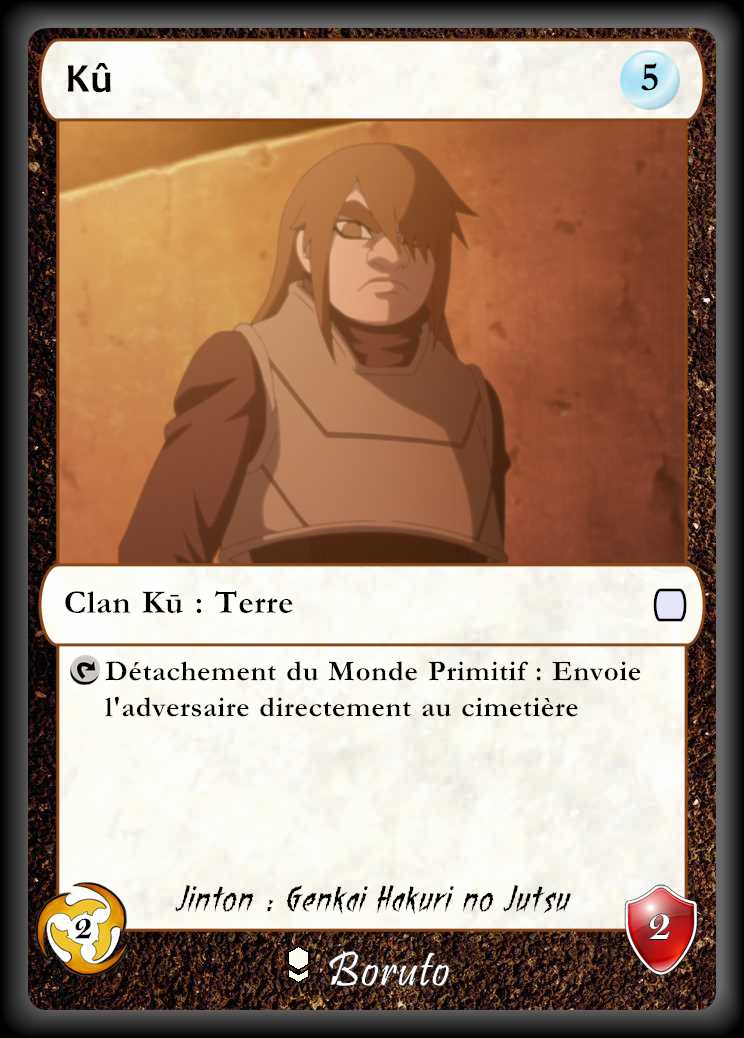 Kû
5
Clan Kū : Terre
Détachement du Monde Primitif : Envoie
l'adversaire directement au cimetière
Jinton : Genkai Hakuri no Jutsu
2
2
Boruto